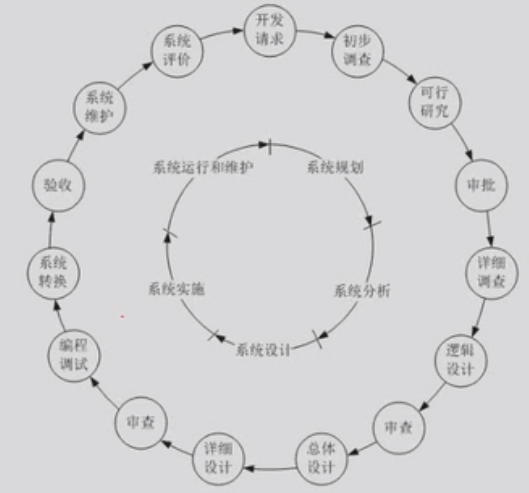 开发
请求
初步
调查
可行
研究
审批
详细
调查
逻辑
设计
审查
总体
设计
详细
设计
审查
编程
调试
系统
转换
验收
系统
维护
系统
评价
系统规划
系统分析
系统设计
系统实施
系统运行和维护